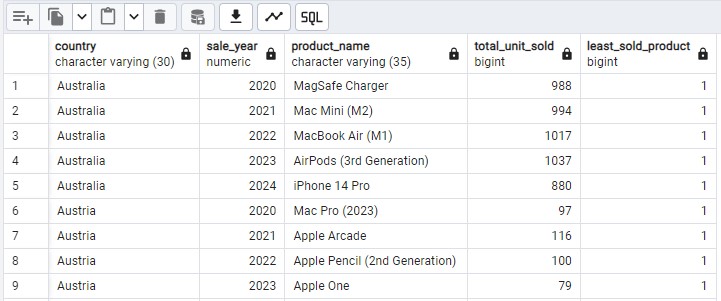 SQL
country sale_year product_name total_unit_sold least_sold_product
character varying (30) numeric character varying (35) bigint bigint
1 Australia 2020 MagSafe Charger 988 1
2 Australia 2021 Mac Mini (M2) 994 1
3 Australia 2022 MacBook Air (M1) 1017 1
4 Australia 2023 AirPods (3rd Generation) 1037 1
5 Australia 2024 iPhone 14 Pro 880 1
6 Austria 2020 Mac Pro (2023) 97 1
7 Austria 2021 Apple Arcade 116 1
8 Austria 2022 Apple Pencil (2nd Generation) 100 1
9 Austria 2023 Apple One 79 1